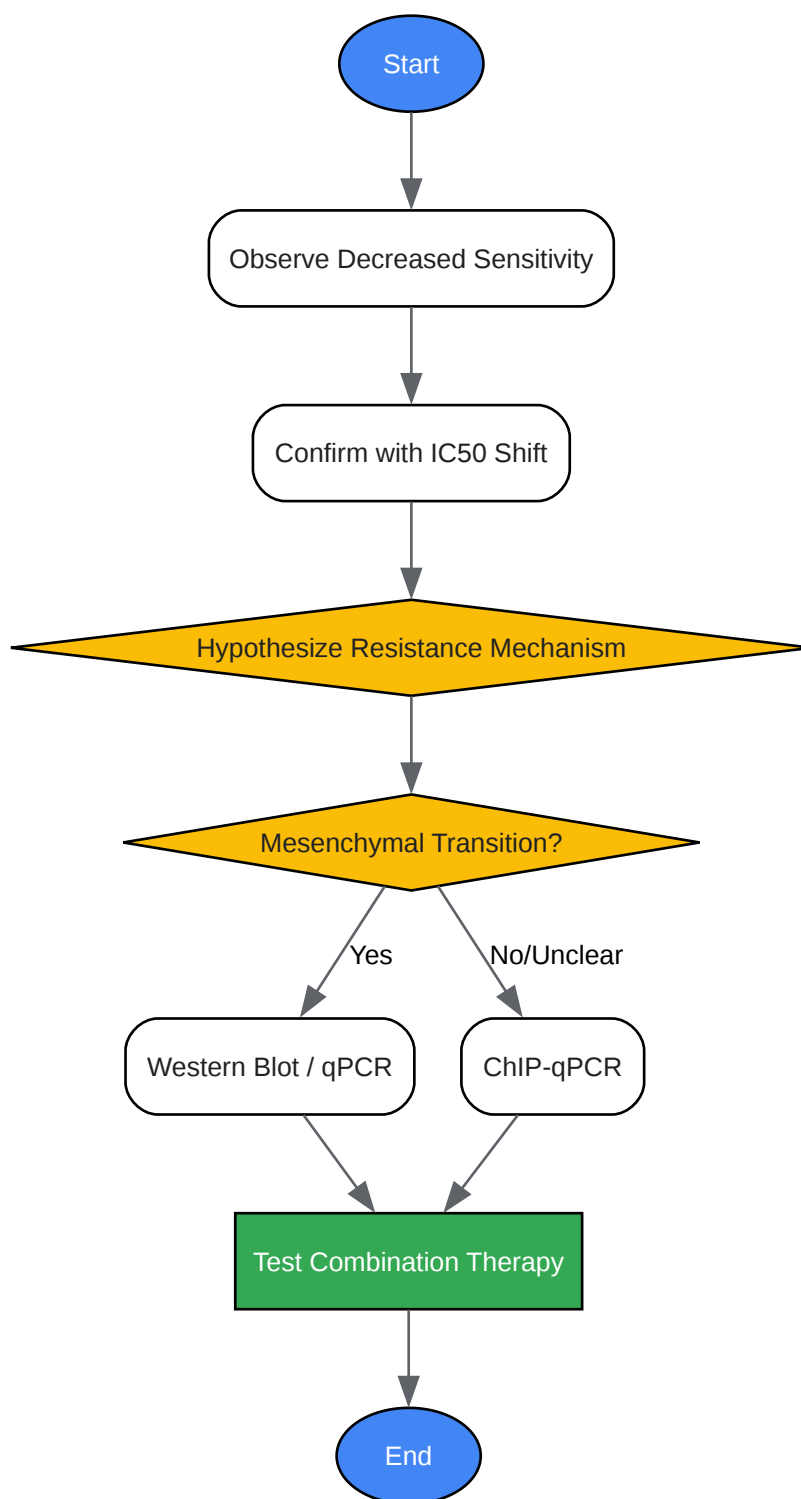 Start
Observe Decreased Sensitivity
Confirm with IC50 Shift
Hypothesize Resistance Mechanism
Mesenchymal Transition?
Yes
No/Unclear
Western Blot / qPCR
ChIP-qPCR
Test Combination Therapy
End